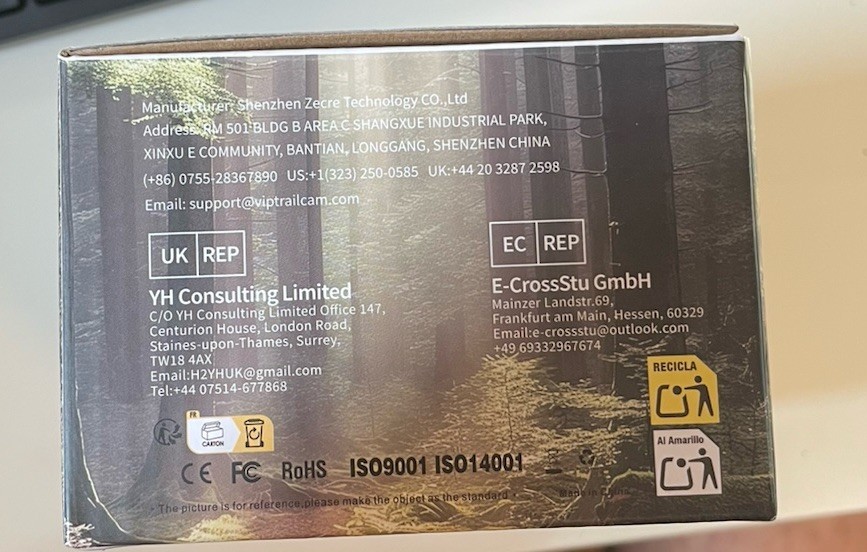 Manufacturer: Shenzhen Zecre Technology CO.,Ltd
Address: RM 501 BLDG B AREA C SHANGXUE INDUSTRIAL PARK,
XINXU E COMMUNITY, BANTIAN, LONGGANG, SHENZHEN CHINA
(+86) 0755-28367890 US:+1(323) 250-0585 UK:+44 20 3287 2598
Email: support@viptrailcam.com
UK REP
YH Consulting Limited
C/O YH Consulting Limited Office 147,
Centurion House, London Road,
Staines-upon-Thames, Surrey,
TW18 4AX
Email:H2YHUK@gmail.com
Tel:+44 07514-677868
EC REP
E-CrossStu GmbH
Mainzer Landstr.69,
Frankfurt am Main, Hessen, 60329
Email:e-crossstu@outlook.com
+49 69332967674
RECICLA
Al Amarillo
FR
CARTON
CE FC RoHS ISO9001 ISO14001
Made in China
• The picture is for reference,please make the object as the standard •